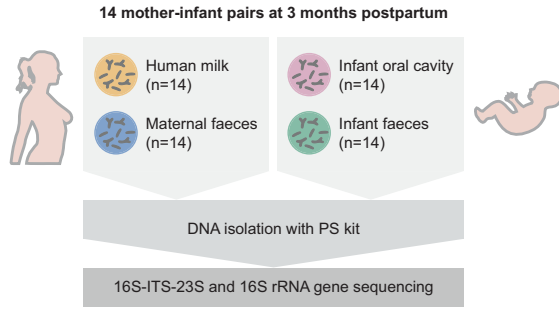 14 mother-infant pairs at 3 months postpartum
Human milk
(n=14)
Maternal faeces
(n=14)
Infant oral cavity
(n=14)
Infant faeces
(n=14)
DNA isolation with PS kit
16S-ITS-23S and 16S rRNA gene sequencing